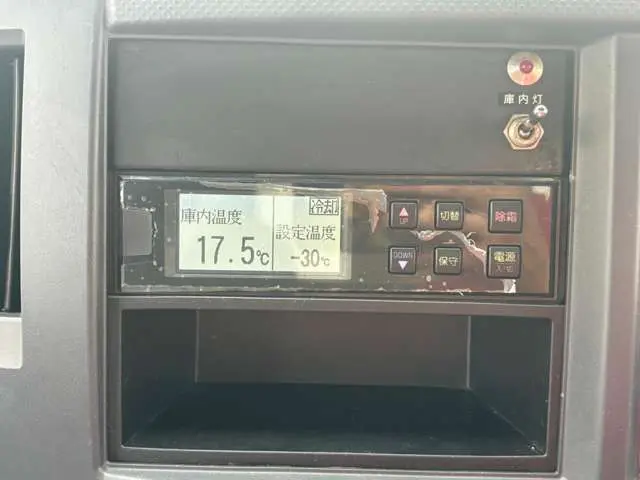 庫内灯
庫内温度
17.5℃
冷却
設定温度
-30℃
UP
切替
除霜
DOWN
保守
電源
入/切